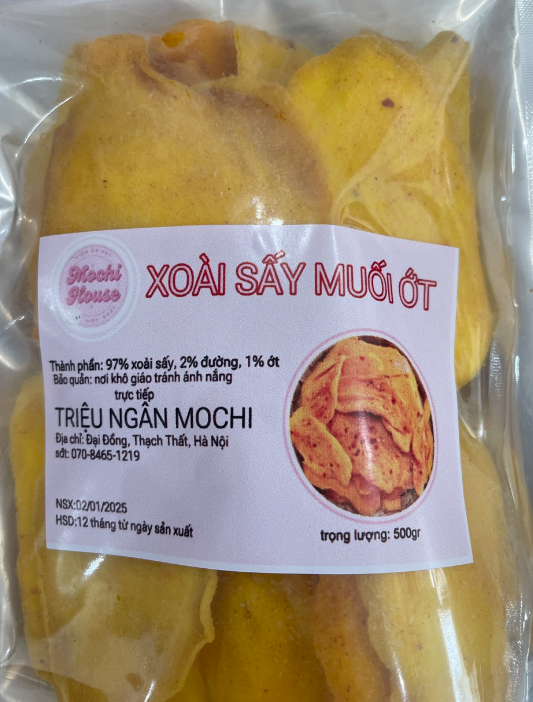 Mochi
House
XOÀI SẤY MUỐI ỚT
Thành phần: 97% xoài sấy, 2% đường, 1% ớt
Bảo quản: nơi khô giáo tránh ánh nắng
trực tiếp
TRIỆU NGÂN MOCHI
Địa chỉ: Đại Đồng, Thạch Thất, Hà Nội
sđt: 070-8465-1219
NSX:02/01/2025
HSD:12 tháng từ ngày sản xuất
trọng lượng: 500gr